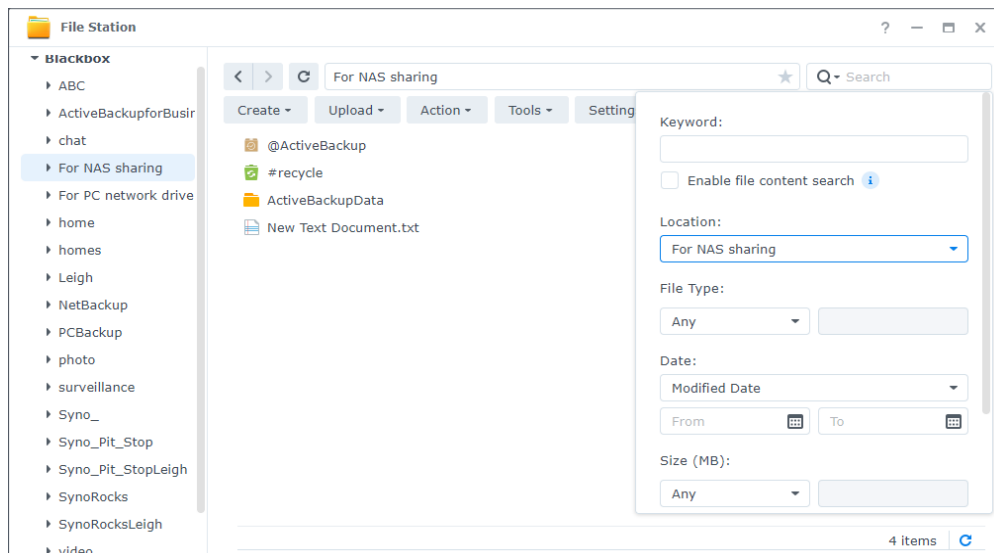 File Station
Blackbox
ABC
ActiveBackupforBusir
chat
For NAS sharing
For PC network drive
home
homes
Leigh
NetBackup
PCBackup
photo
surveillance
Syno_
Syno_Pit_Stop
Syno_Pit_StopLeigh
SynoRocks
SynoRocksLeigh
video
For NAS sharing
Search
Create
Upload
Action
Tools
Setting
@ActiveBackup
#recycle
ActiveBackupData
New Text Document.txt
Keyword:
Enable file content search
Location:
For NAS sharing
File Type:
Any
Date:
Modified Date
From
To
Size (MB):
Any
4 items